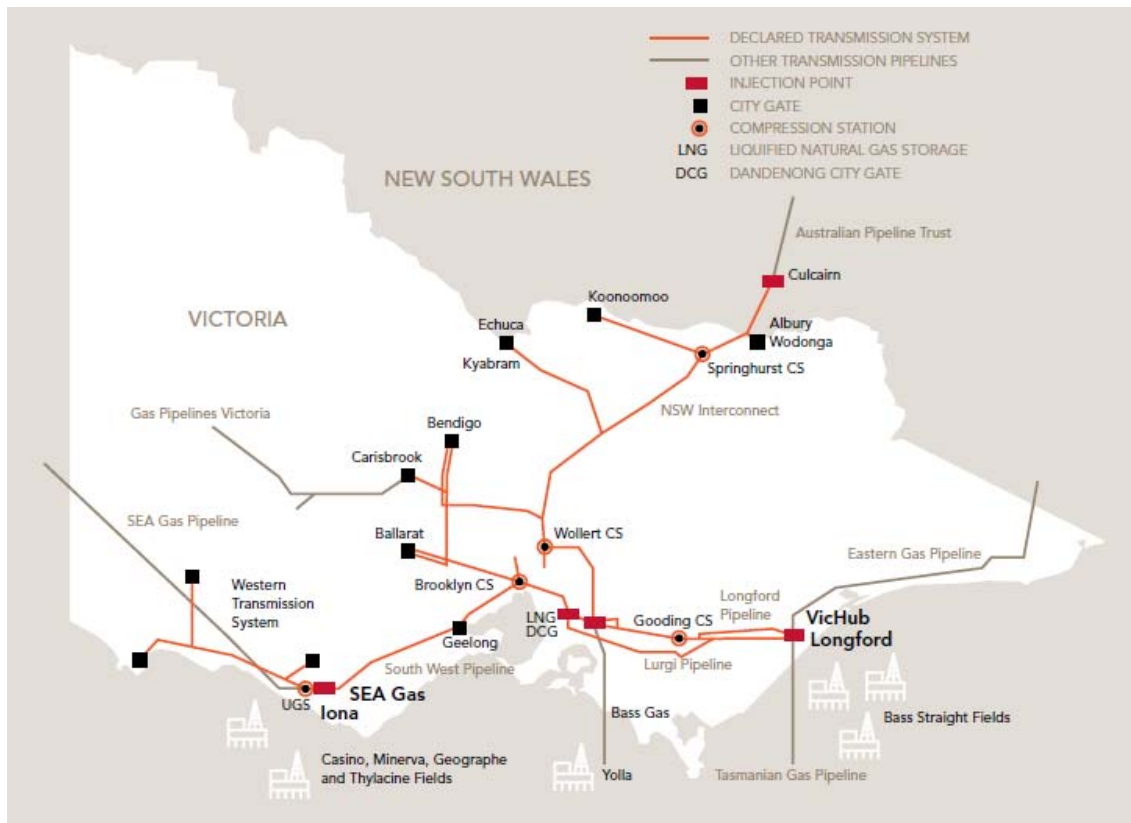 DECLARED TRANSMISSION SYSTEM
OTHER TRANSMISSION PIPELINES
INJECTION POINT
CITY GATE
COMPRESSION STATION
LNG LIQUIFIED NATURAL GAS STORAGE
DCG DANDENONG CITY GATE
NEW SOUTH WALES
Australian Pipeline Trust
Culcairn
Koonoomoo
VICTORIA
Echuca
Albury
Wodonga
Kyabram
Springhurst CS
NSW Interconnect
Gas Pipelines Victoria
Bendigo
Carisbrook
SEA Gas Pipeline
Ballarat
Wollert CS
Eastern Gas Pipeline
Brooklyn CS
Western
Transmission
System
Longford
Pipeline
LNG
DCG
Gooding CS
VicHub
Longford
Geelong
South West Pipeline
Lurgi Pipeline
UGS
SEA Gas
Iona
Bass Gas
Bass Straight Fields
Casino, Minerva, Geographe
and Thylacine Fields
Yolla
Tasmanian Gas Pipeline